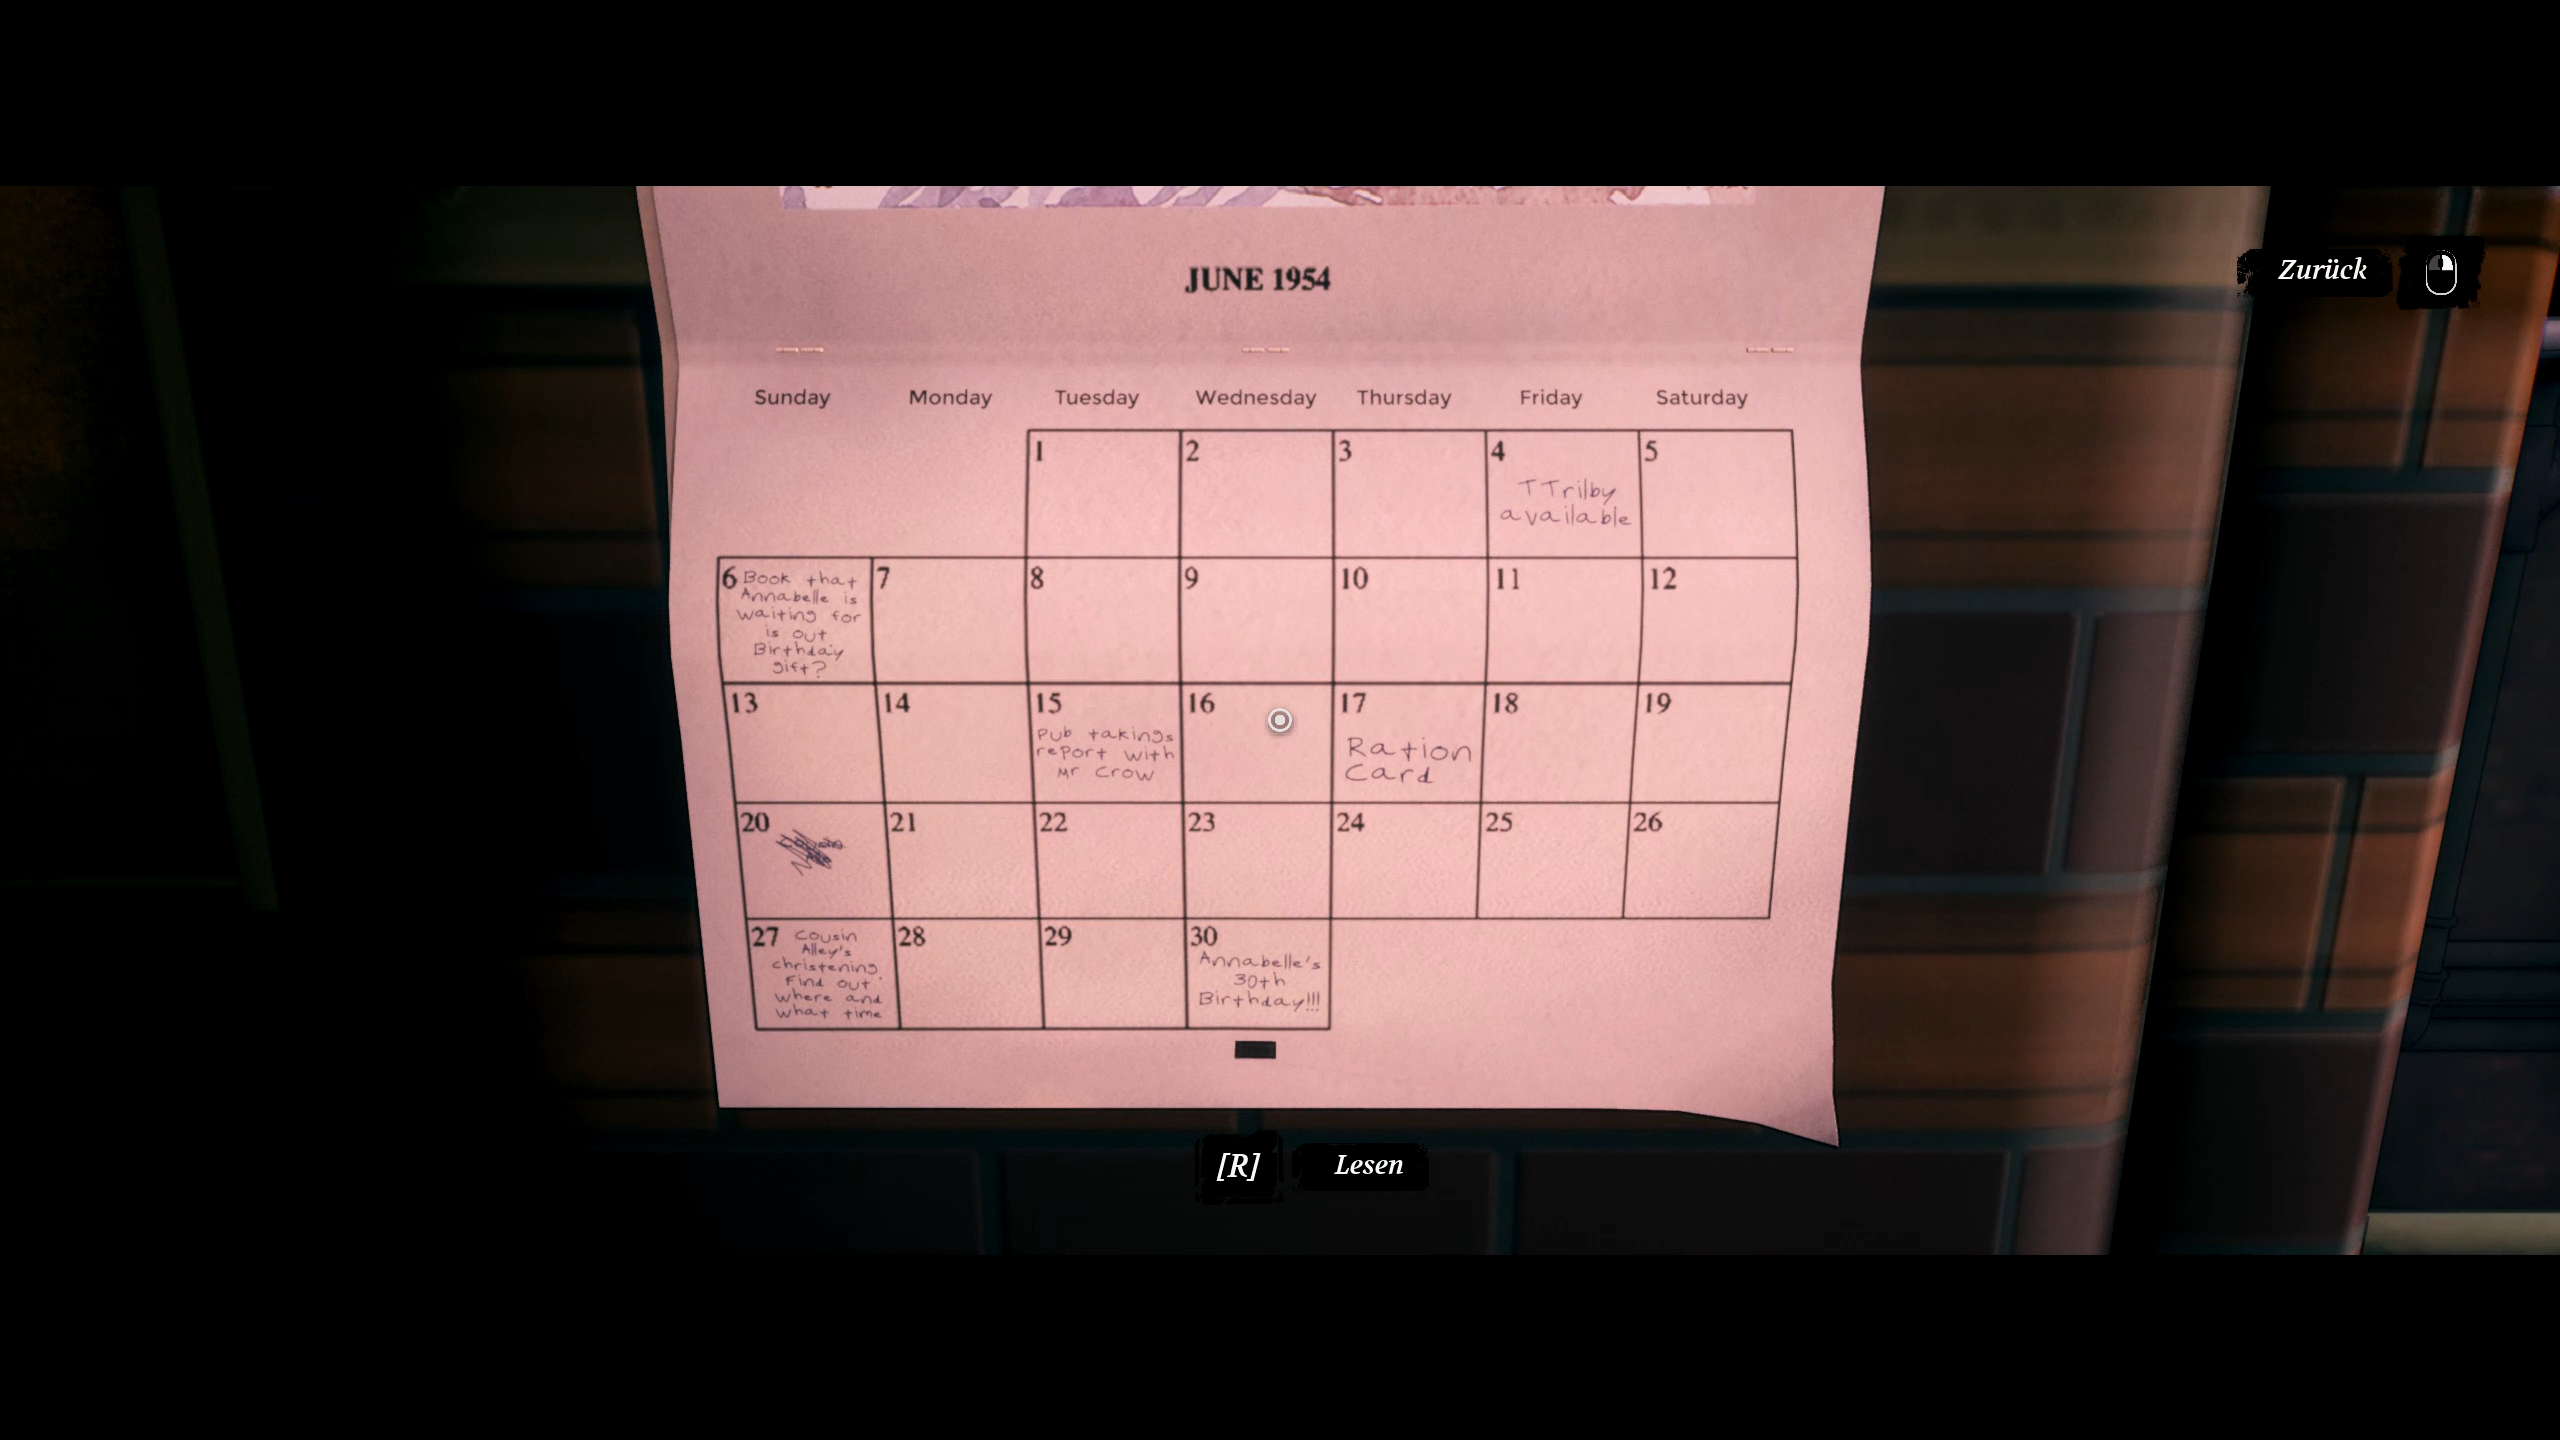 JUNE 1954
Zurück
Sunday Monday Tuesday Wednesday Thursday Friday Saturday
1 2 3 4 5
TTrilby
available
6 7 8 9 10 11 12
Book that
Annabelle is
waiting for
is out
Birthday
gift?
13 14 15 16 17 18 19
Pub takings
report with
Mr Crow
Ration
Card
20 21 22 23 24 25 26
27 28 29 30
Cousin
Alley's
christening.
Find out
where and
what time
Annabelle's
30th
Birthday!!!
[R] Lesen